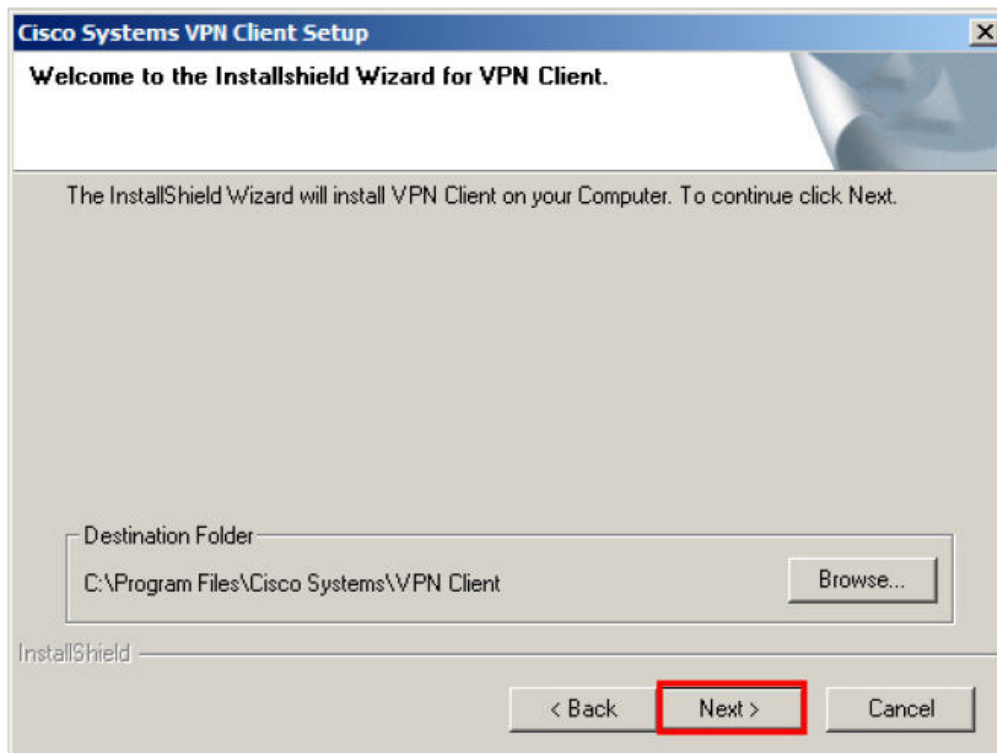 Cisco Systems VPN Client Setup
Welcome to the Installshield Wizard for VPN Client.
The InstallShield Wizard will install VPN Client on your Computer. To continue click Next.
Destination Folder
C:\Program Files\Cisco Systems\VPN Client
Browse...
InstallShield
< Back
Next >
Cancel